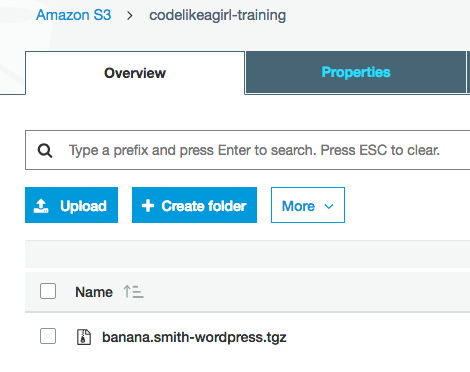 Amazon S3 > codelikeagirl-training
Overview Properties
Type a prefix and press Enter to search. Press ESC to clear.
Upload + Create folder More
Name
banana.smith-wordpress.tgz